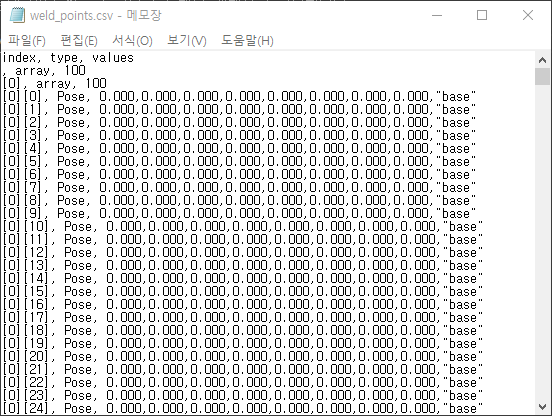 weld_points.csv - 메모장
파일(F) 편집(E) 서식(O) 보기(V) 도움말(H)
index, type, values
, array, 100
[0], array, 100
[0][0], Pose, 0.000,0.000,0.000,0.000,0.000,0.000,0.000,0.000,"base"
[0][1], Pose, 0.000,0.000,0.000,0.000,0.000,0.000,0.000,0.000,"base"
[0][2], Pose, 0.000,0.000,0.000,0.000,0.000,0.000,0.000,0.000,"base"
[0][3], Pose, 0.000,0.000,0.000,0.000,0.000,0.000,0.000,0.000,"base"
[0][4], Pose, 0.000,0.000,0.000,0.000,0.000,0.000,0.000,0.000,"base"
[0][5], Pose, 0.000,0.000,0.000,0.000,0.000,0.000,0.000,0.000,"base"
[0][6], Pose, 0.000,0.000,0.000,0.000,0.000,0.000,0.000,0.000,"base"
[0][7], Pose, 0.000,0.000,0.000,0.000,0.000,0.000,0.000,0.000,"base"
[0][8], Pose, 0.000,0.000,0.000,0.000,0.000,0.000,0.000,0.000,"base"
[0][9], Pose, 0.000,0.000,0.000,0.000,0.000,0.000,0.000,0.000,"base"
[0][10], Pose, 0.000,0.000,0.000,0.000,0.000,0.000,0.000,0.000,"base"
[0][11], Pose, 0.000,0.000,0.000,0.000,0.000,0.000,0.000,0.000,"base"
[0][12], Pose, 0.000,0.000,0.000,0.000,0.000,0.000,0.000,0.000,"base"
[0][13], Pose, 0.000,0.000,0.000,0.000,0.000,0.000,0.000,0.000,"base"
[0][14], Pose, 0.000,0.000,0.000,0.000,0.000,0.000,0.000,0.000,"base"
[0][15], Pose, 0.000,0.000,0.000,0.000,0.000,0.000,0.000,0.000,"base"
[0][16], Pose, 0.000,0.000,0.000,0.000,0.000,0.000,0.000,0.000,"base"
[0][17], Pose, 0.000,0.000,0.000,0.000,0.000,0.000,0.000,0.000,"base"
[0][18], Pose, 0.000,0.000,0.000,0.000,0.000,0.000,0.000,0.000,"base"
[0][19], Pose, 0.000,0.000,0.000,0.000,0.000,0.000,0.000,0.000,"base"
[0][20], Pose, 0.000,0.000,0.000,0.000,0.000,0.000,0.000,0.000,"base"
[0][21], Pose, 0.000,0.000,0.000,0.000,0.000,0.000,0.000,0.000,"base"
[0][22], Pose, 0.000,0.000,0.000,0.000,0.000,0.000,0.000,0.000,"base"
[0][23], Pose, 0.000,0.000,0.000,0.000,0.000,0.000,0.000,0.000,"base"
[0][24], Pose, 0.000,0.000,0.000,0.000,0.000,0.000,0.000,0.000,"base"